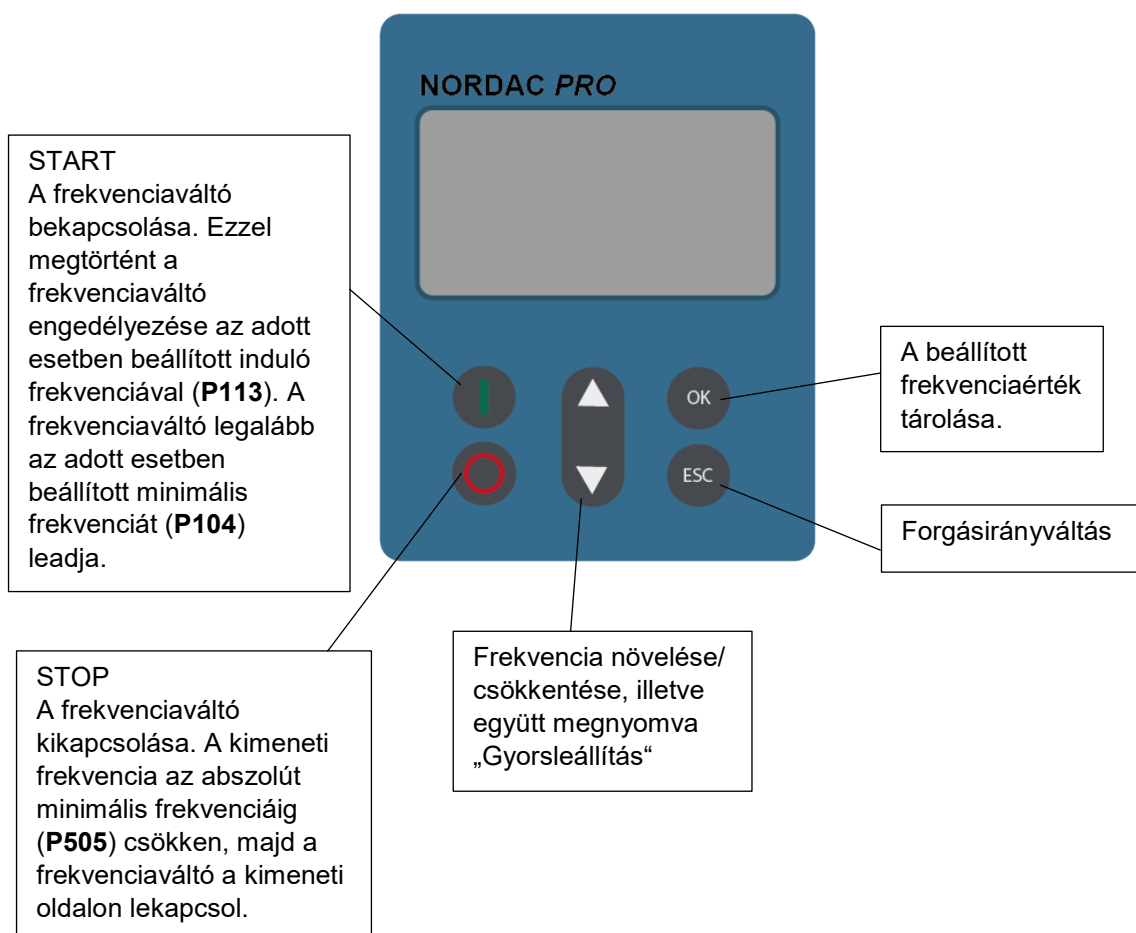 NORDAC PRO
START
A frekvenciaváltó
bekapcsolása. Ezzel
megtörtént a
frekvenciaváltó
engedélyezése az adott
esetben beállított induló
frekvenciával (P113). A
frekvenciaváltó legalább
az adott esetben
beállított minimális
frekvenciát (P104)
leadja.
OK
ESC
A beállított
frekvenciaérték
tárolása.
Forgásirányváltás
STOP
A frekvenciaváltó
kikapcsolása. A kimeneti
frekvencia az abszolút
minimális frekvenciáig
(P505) csökken, majd a
frekvenciaváltó a kimeneti
oldalon lekapcsol.
Frekvencia növelése/
csökkentése, illetve
együtt megnyomva
„Gyorsleállítás“